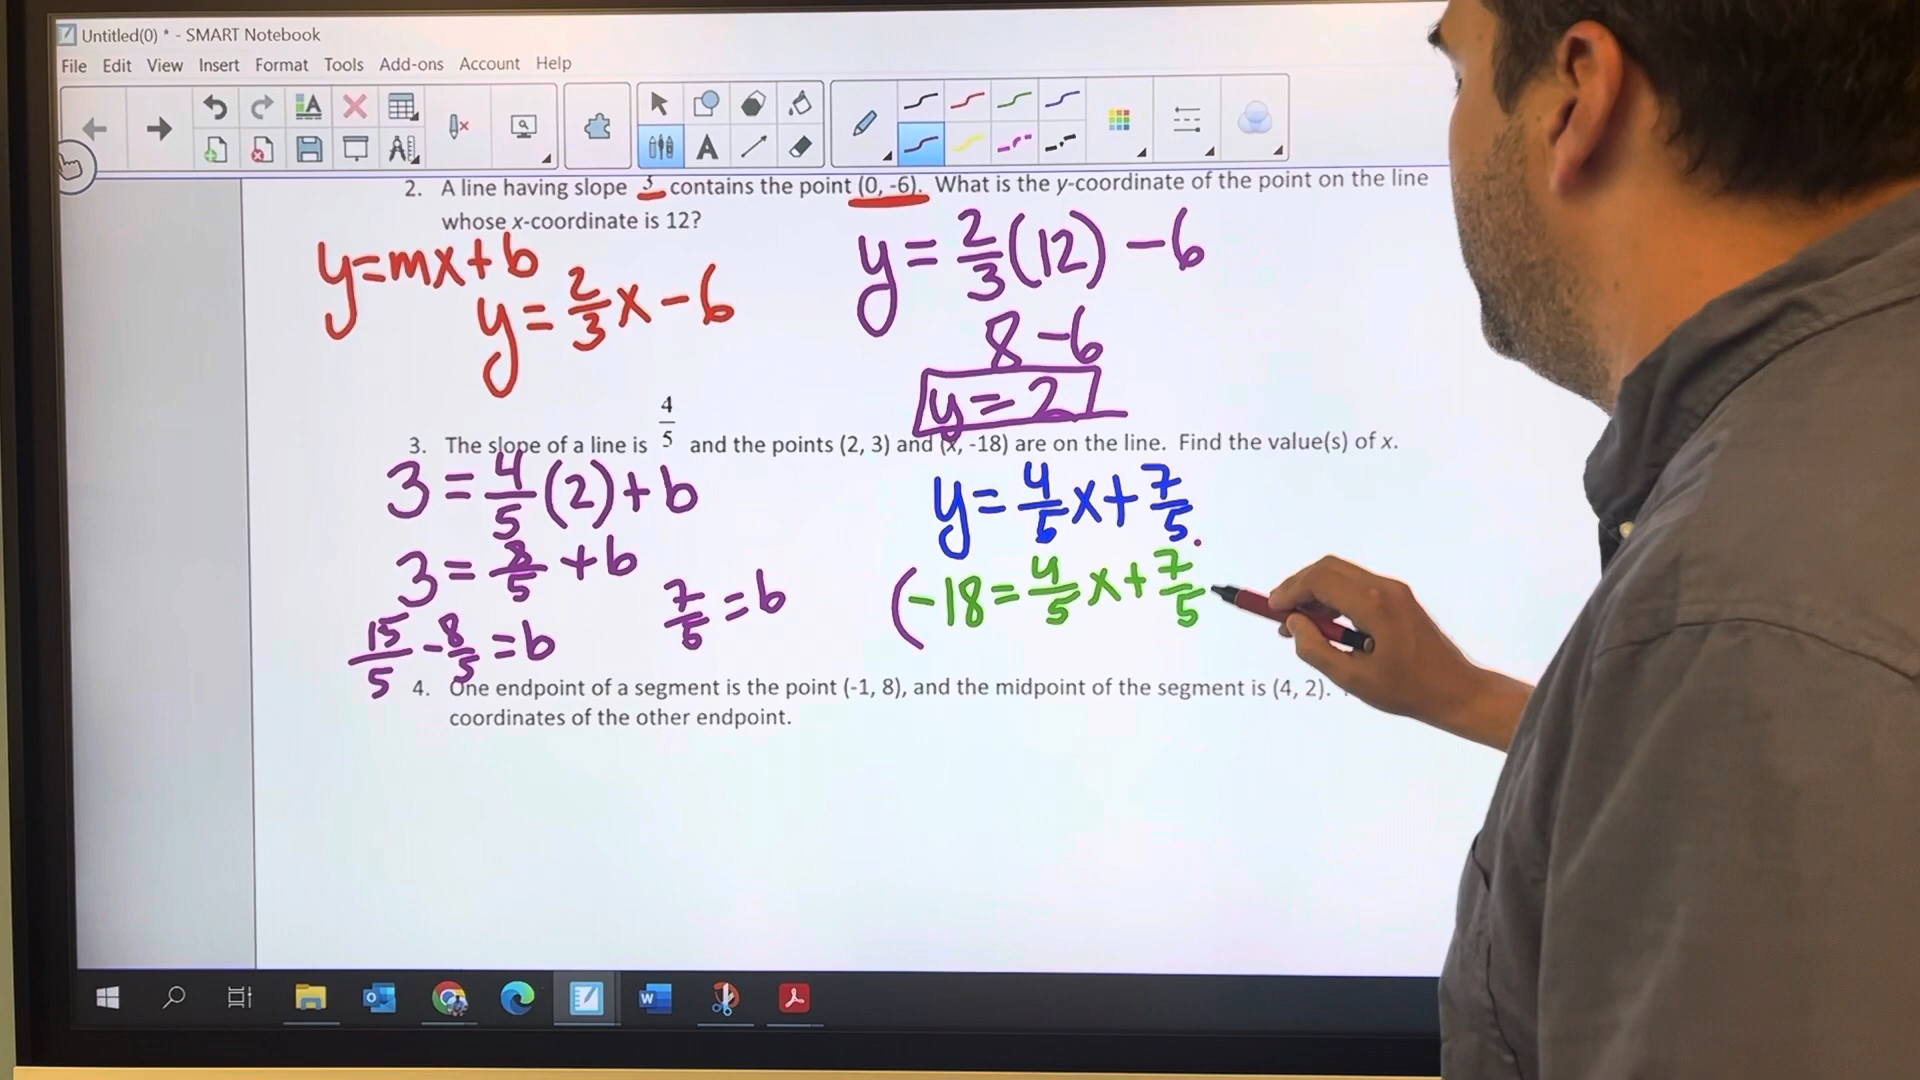 Untitled(0) * - SMART Notebook
File Edit View Insert Format Tools Add-ons Account Help
2. A line having slope 3 contains the point (0, -6). What is the y-coordinate of the point on the line
whose x-coordinate is 12?
y=mx+b
y=2/3x-6
y=2/3(12)-6
8-6
y=2
3. The slope of a line is 4/5 and the points (2, 3) and (x, -18) are on the line. Find the value(s) of x.
3=4/5(2)+b
3=8/5+b
15/5-8/5=b
7/5=b
y=4/5x+7/5
(-18=4/5x+7/5
4. One endpoint of a segment is the point (-1, 8), and the midpoint of the segment is (4, 2).
coordinates of the other endpoint.